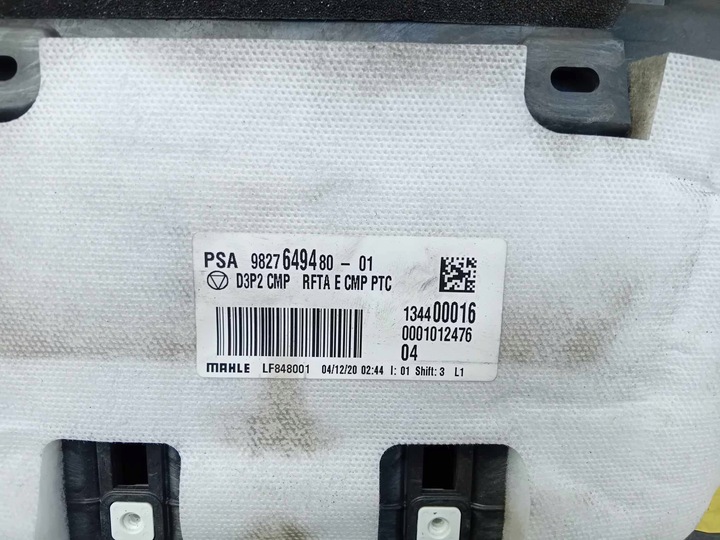 PSA 9827649480-01
D3P2 CMP RFTA E CMP PTC
134400016
0001012476
04
MAHLE LF848001 04/12/20 02:44 I: 01 Shift: 3 L1